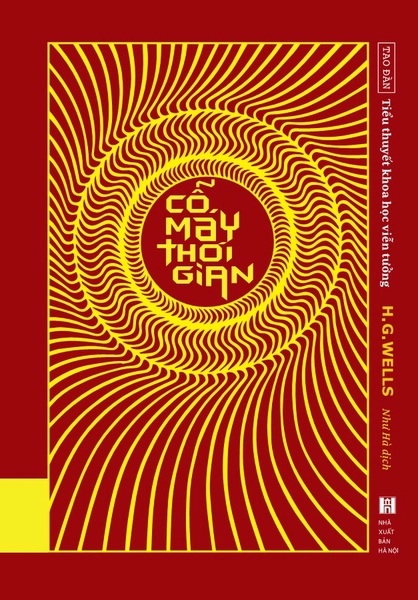 CỖ
MÁY
THỜI
GIAN
TAO ĐÀN
Tiểu thuyết khoa học viễn tưởng
H.G.WELLS
Như Hà dịch
NHÀ
XUẤT
BẢN
HÀ NỘI